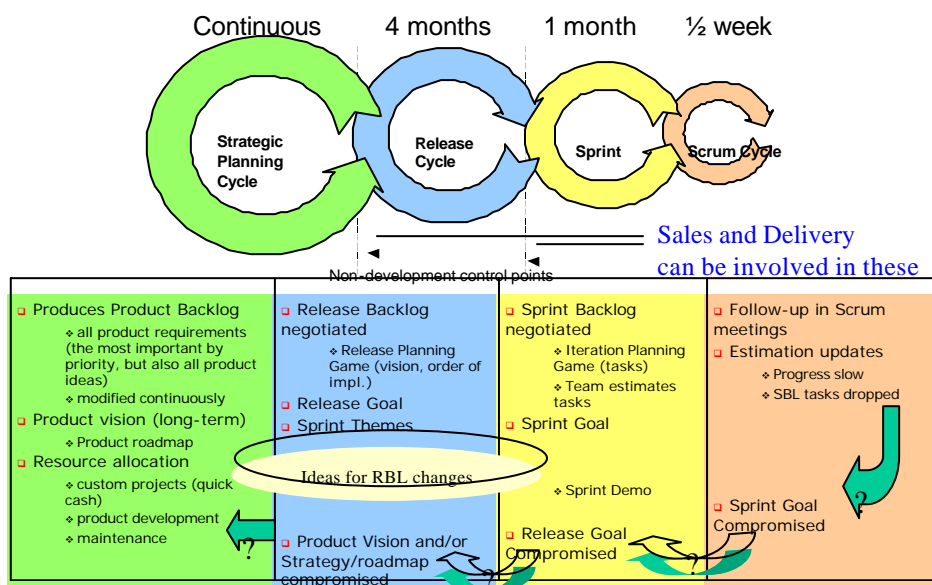 Continuous
4 months
1 month
½ week
Strategic
Planning
Cycle
Release
Cycle
Sprint
Scrum Cycle
Sales and Delivery
can be involved in these
Non-development control points
Produces Product Backlog
all product requirements
(the most important by
priority, but also all product
ideas)
modified continuously
Product vision (long-term)
Product roadmap
Resource allocation
custom projects (quick
cash)
product development
maintenance
?
Release Backlog
negotiated
Release Planning
Game (vision, order of
impl.)
Release Goal
Sprint Themes
Ideas for RBL changes
Product Vision and/or
Strategy/roadmap
compromised
?
Sprint Backlog
negotiated
Iteration Planning
Game (tasks)
Team estimates
tasks
Sprint Goal
Sprint Demo
Release Goal
Compromised
?
Follow-up in Scrum
meetings
Estimation updates
Progress slow
SBL tasks dropped
?
Sprint Goal
Compromised